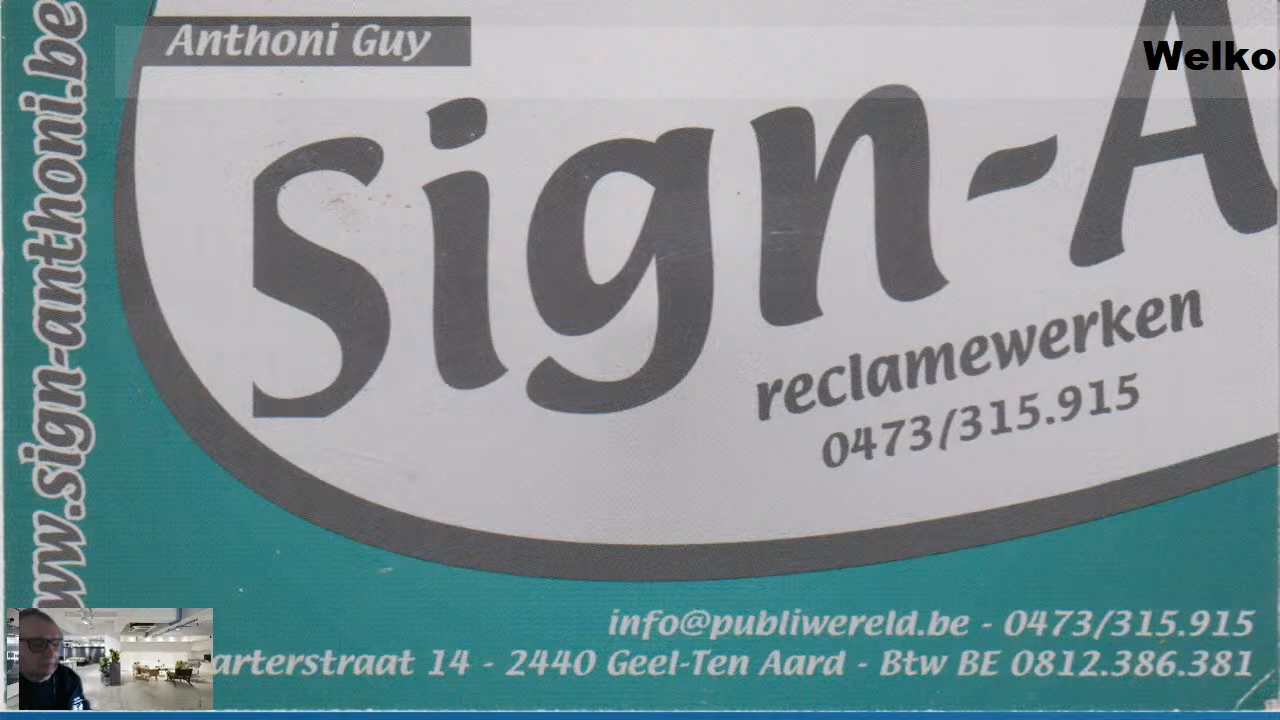 Anthoni Guy
Welko
Sign-A
reclamewerken
0473/315.915
www.sign-anthoni.be
info@publiwereld.be - 0473/315.915
arterstraat 14 - 2440 Geel-Ten Aard - Btw BE 0812.386.381